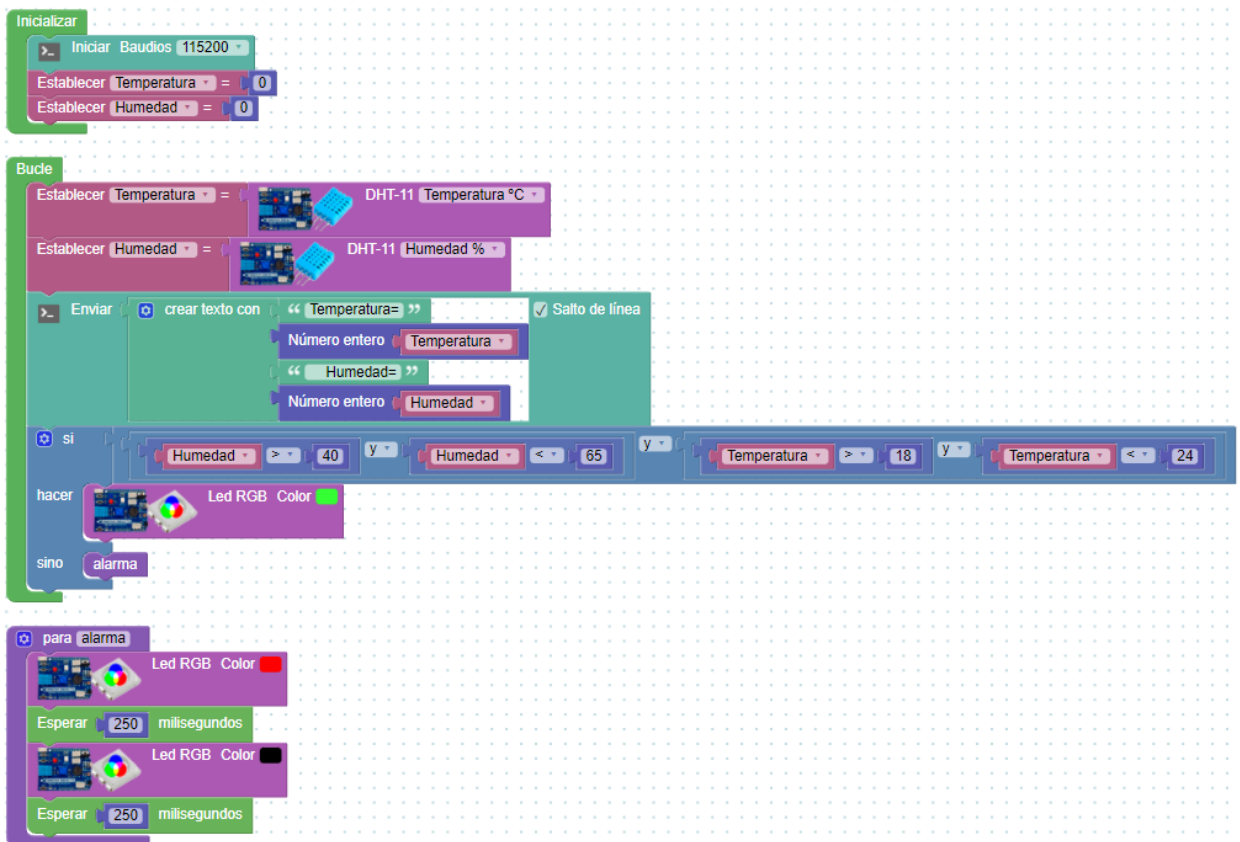 Inicializar
Iniciar Baudios 115200
Establecer Temperatura = 0
Establecer Humedad = 0
Bucle
Establecer Temperatura = DHT-11 Temperatura ºC
Establecer Humedad = DHT-11 Humedad %
Enviar crear texto con “ Temperatura= ” Salto de línea
Número entero Temperatura
“ Humedad= ”
Número entero Humedad
si Humedad > 40 y Humedad < 65 y Temperatura > 18 y Temperatura < 24
hacer Led RGB Color
sino alarma
para alarma
Led RGB Color
Esperar 250 milisegundos
Led RGB Color
Esperar 250 milisegundos